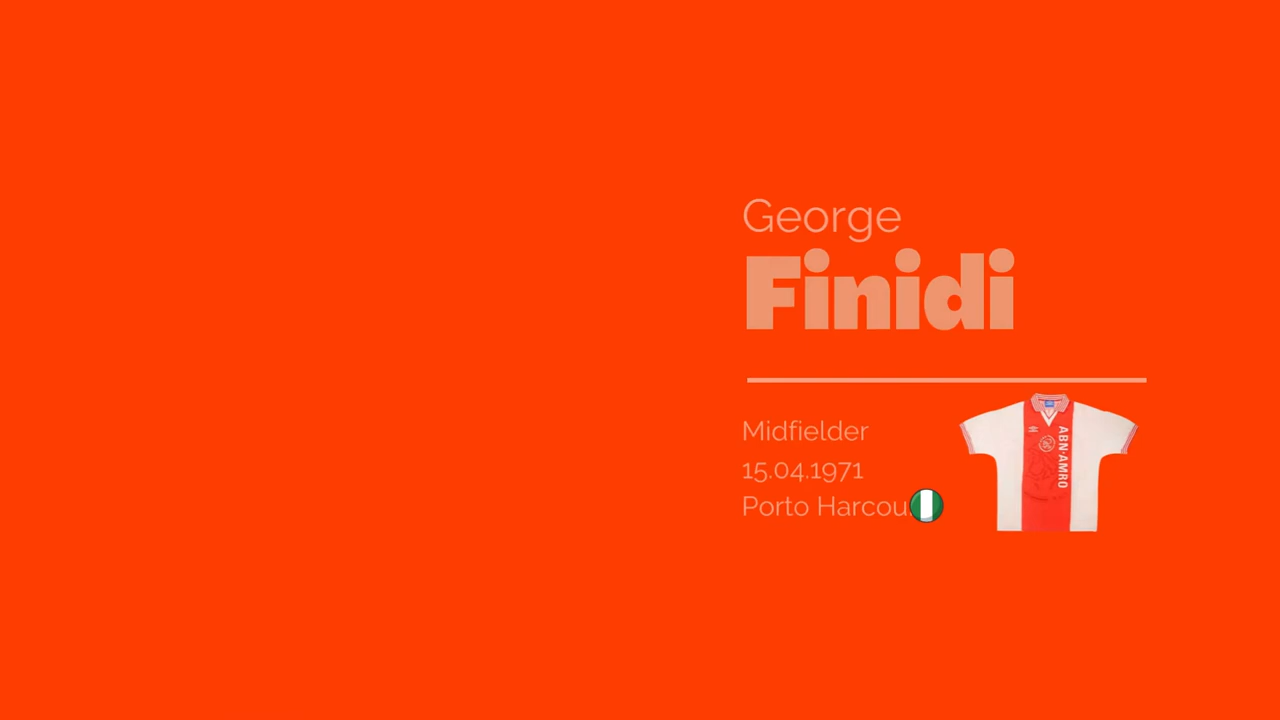 George
Finidi
Midfielder
15.04.1971
Porto Harcou
ABN·AMRO